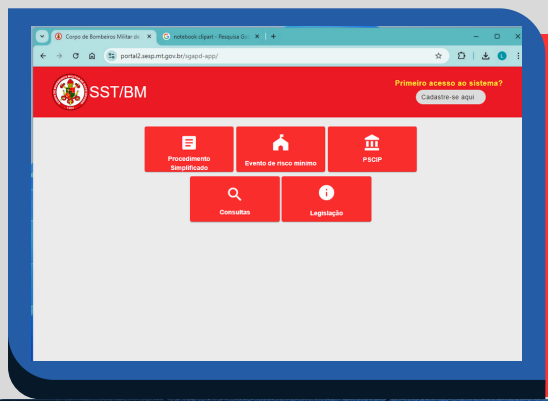 Corpo de Bombeiros Militar do
notebook clipart - Pesquisa Goo
portal2.sesp.mt.gov.br/sgapd-app/
SST/BM
Primeiro acesso ao sistema?
Cadastre-se aqui
Procedimento
Simplificado
Evento de risco mínimo
PSCIP
Consultas
Legislação